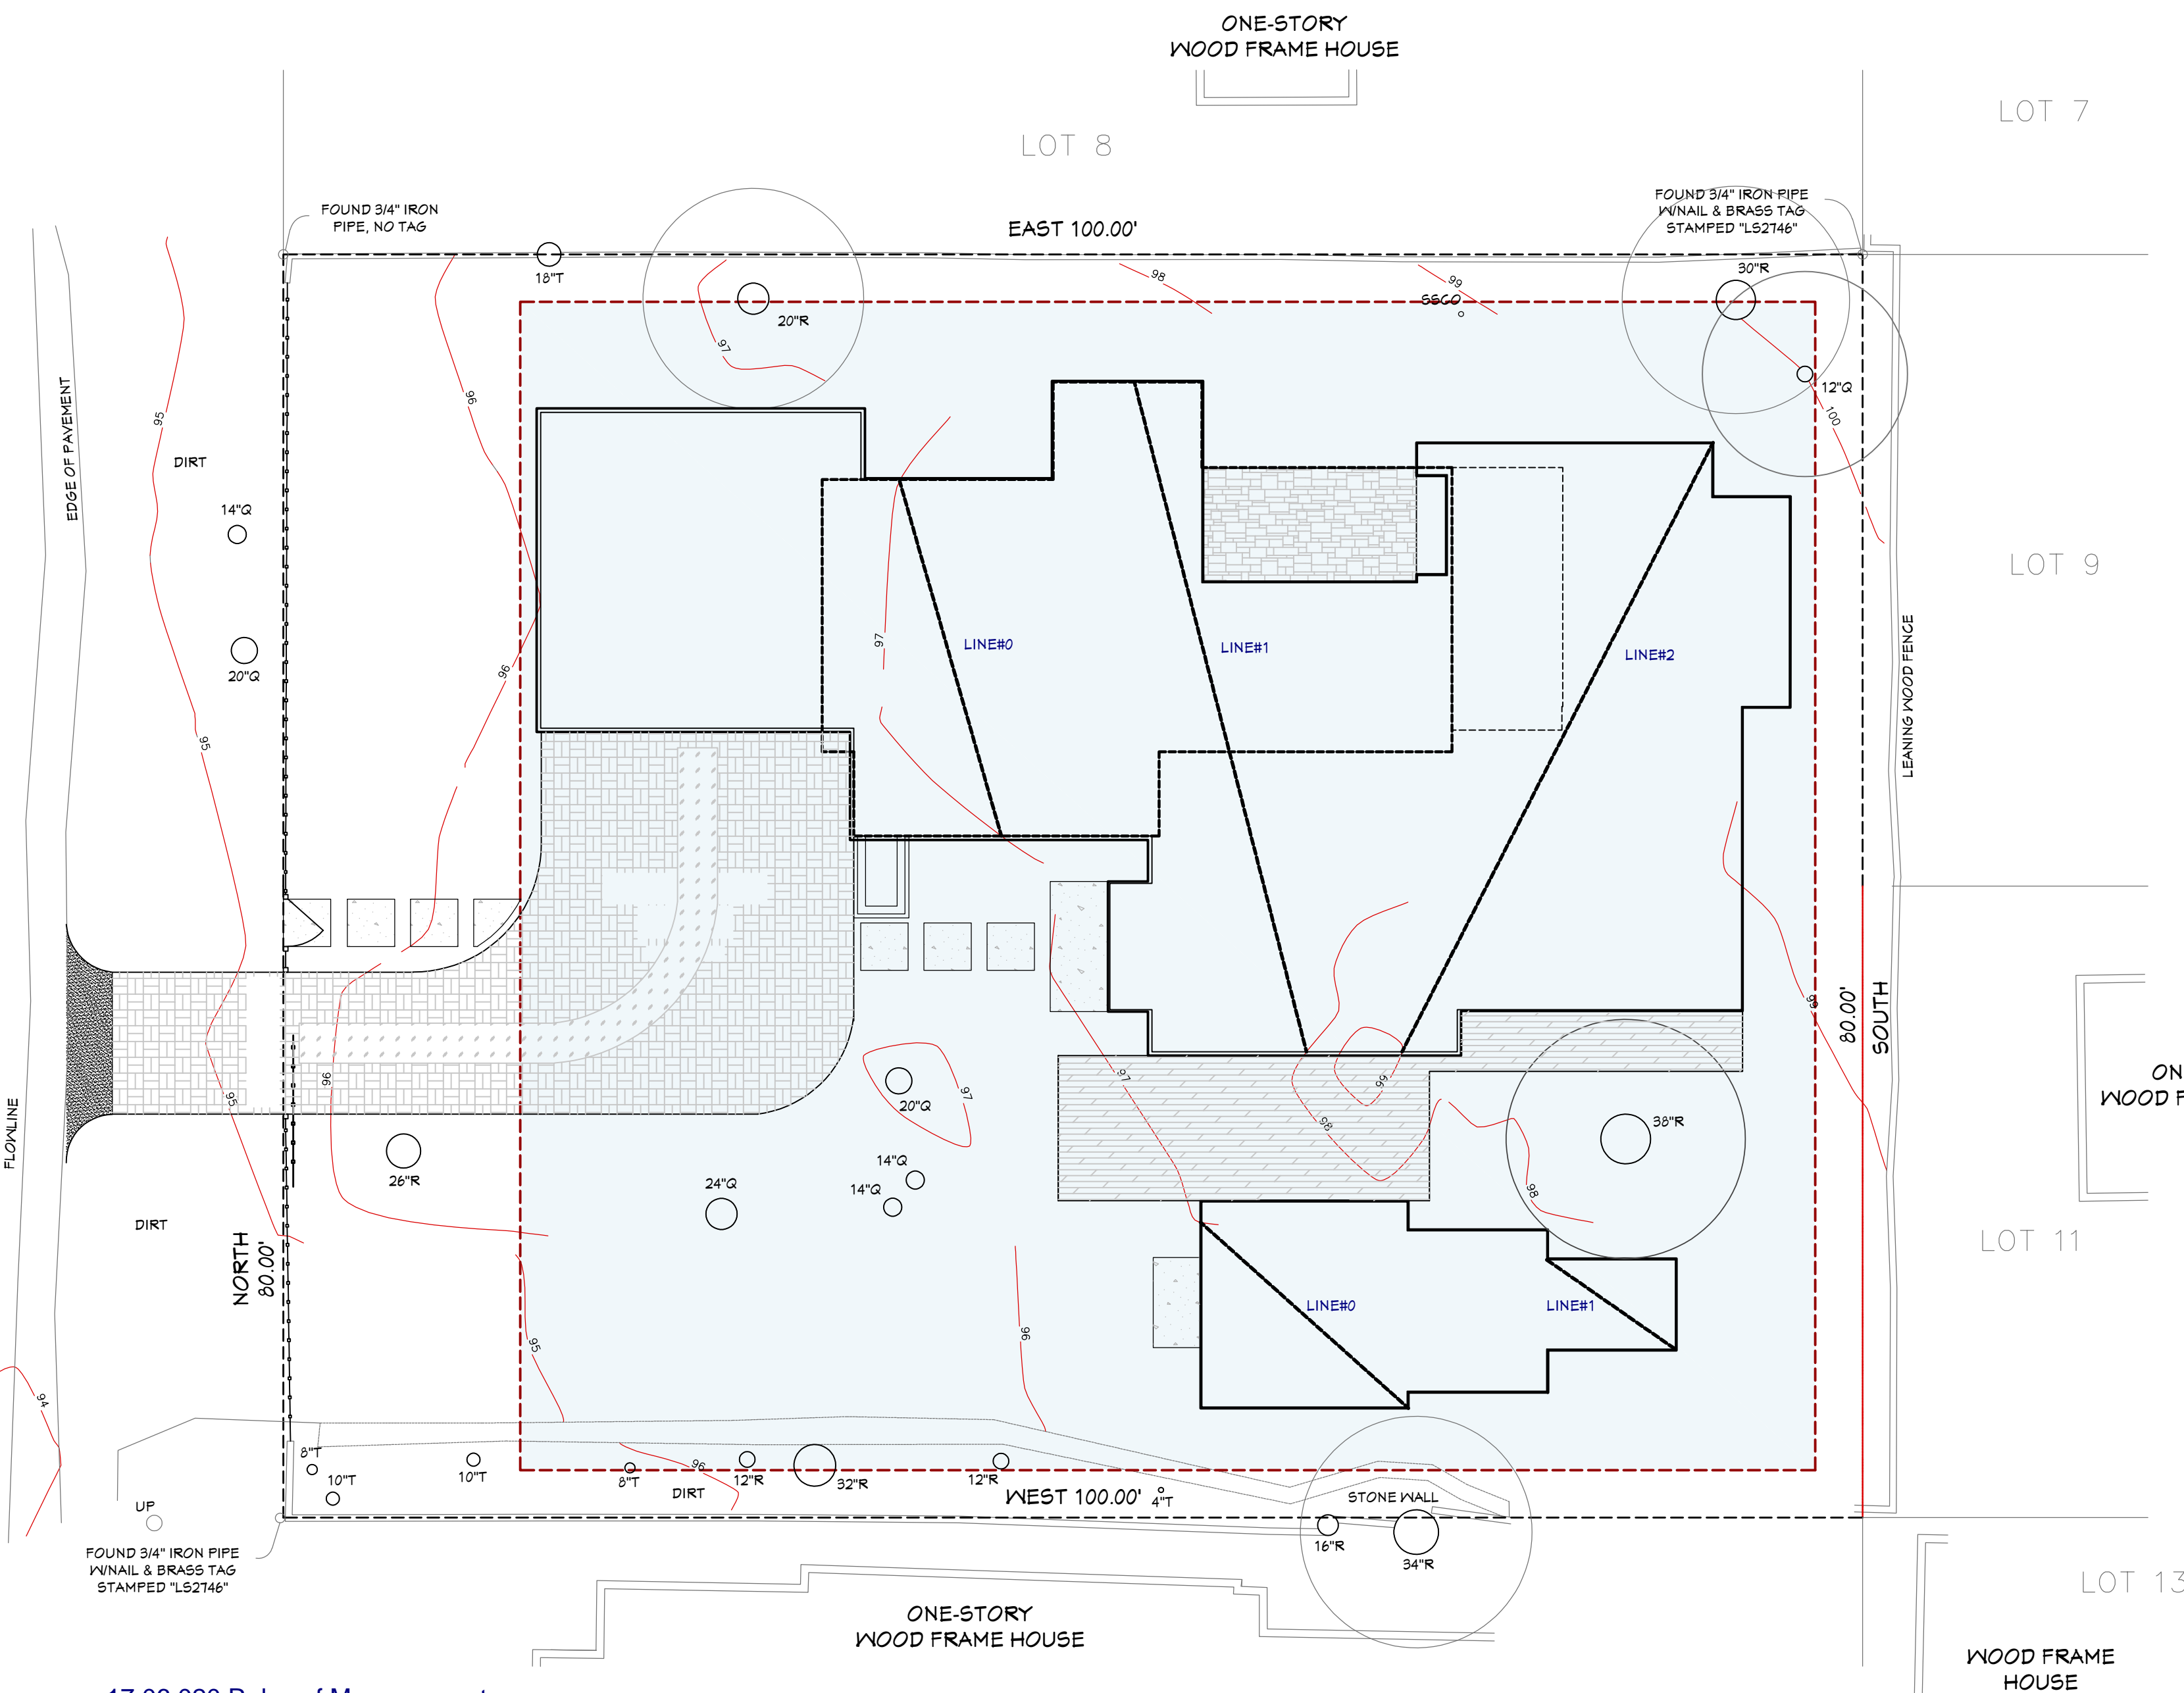 ONE-STORY
WOOD FRAME HOUSE
LOT 7
LOT 8
FOUND 3/4" IRON
PIPE, NO TAG
FOUND 3/4" IRON PIPE
W/NAIL & BRASS TAG
STAMPED "LS2746"
EAST 100.00'
18"T
20"R
30"R
98
99
SSCO
97
12"Q
96
95
100
EDGE OF PAVEMENT
DIRT
14"Q
LOT 9
20"Q
97
LINE#0
LINE#1
LINE#2
96
LEANING WOOD FENCE
95
99
80.00'
SOUTH
ON
WOOD F
96
95
97
99
97
20"Q
98
38"R
FLOWLINE
26"R
14"Q
24"Q
14"Q
98
DIRT
NORTH
80.00'
LOT 11
LINE#0
LINE#1
95
96
94
8"T
10"T
10"T
8"T
96
12"R
32"R
12"R
DIRT
WEST 100.00'
4"T
STONE WALL
UP
16"R
34"R
FOUND 3/4" IRON PIPE
W/NAIL & BRASS TAG
STAMPED "LS2746"
LOT 13
ONE-STORY
WOOD FRAME HOUSE
WOOD FRAME
HOUSE